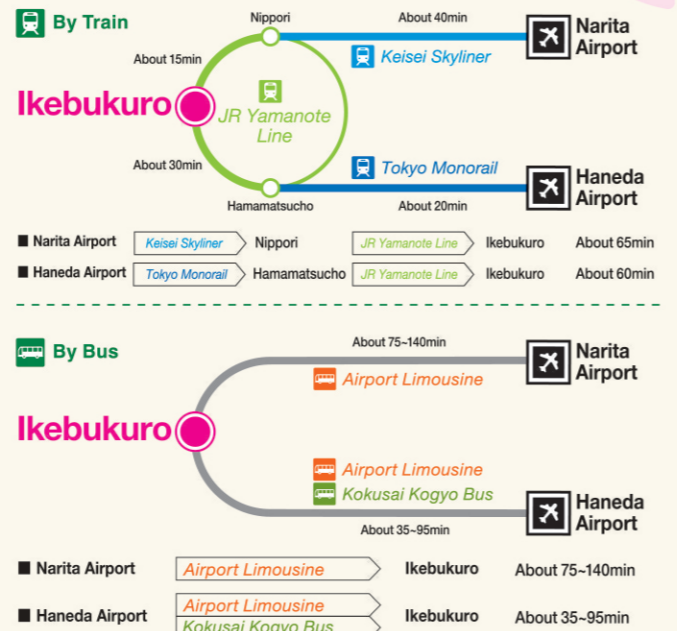 By Train
Nippori
About 40min
Narita
Airport
Keisei Skyliner
About 15min
Ikebukuro
JR Yamanote
Line
About 30min
Tokyo Monorail
Haneda
Airport
Hamamatsucho
About 20min
■ Narita Airport Keisei Skyliner Nippori JR Yamanote Line Ikebukuro About 65min
■ Haneda Airport Tokyo Monorail Hamamatsucho JR Yamanote Line Ikebukuro About 60min
By Bus
About 75~140min
Narita
Airport
Airport Limousine
Ikebukuro
Airport Limousine
Kokusai Kogyo Bus
Haneda
Airport
About 35~95min
■ Narita Airport Airport Limousine Ikebukuro About 75~140min
■ Haneda Airport Airport Limousine Ikebukuro About 35~95min
Kokusai Kogyo Bus